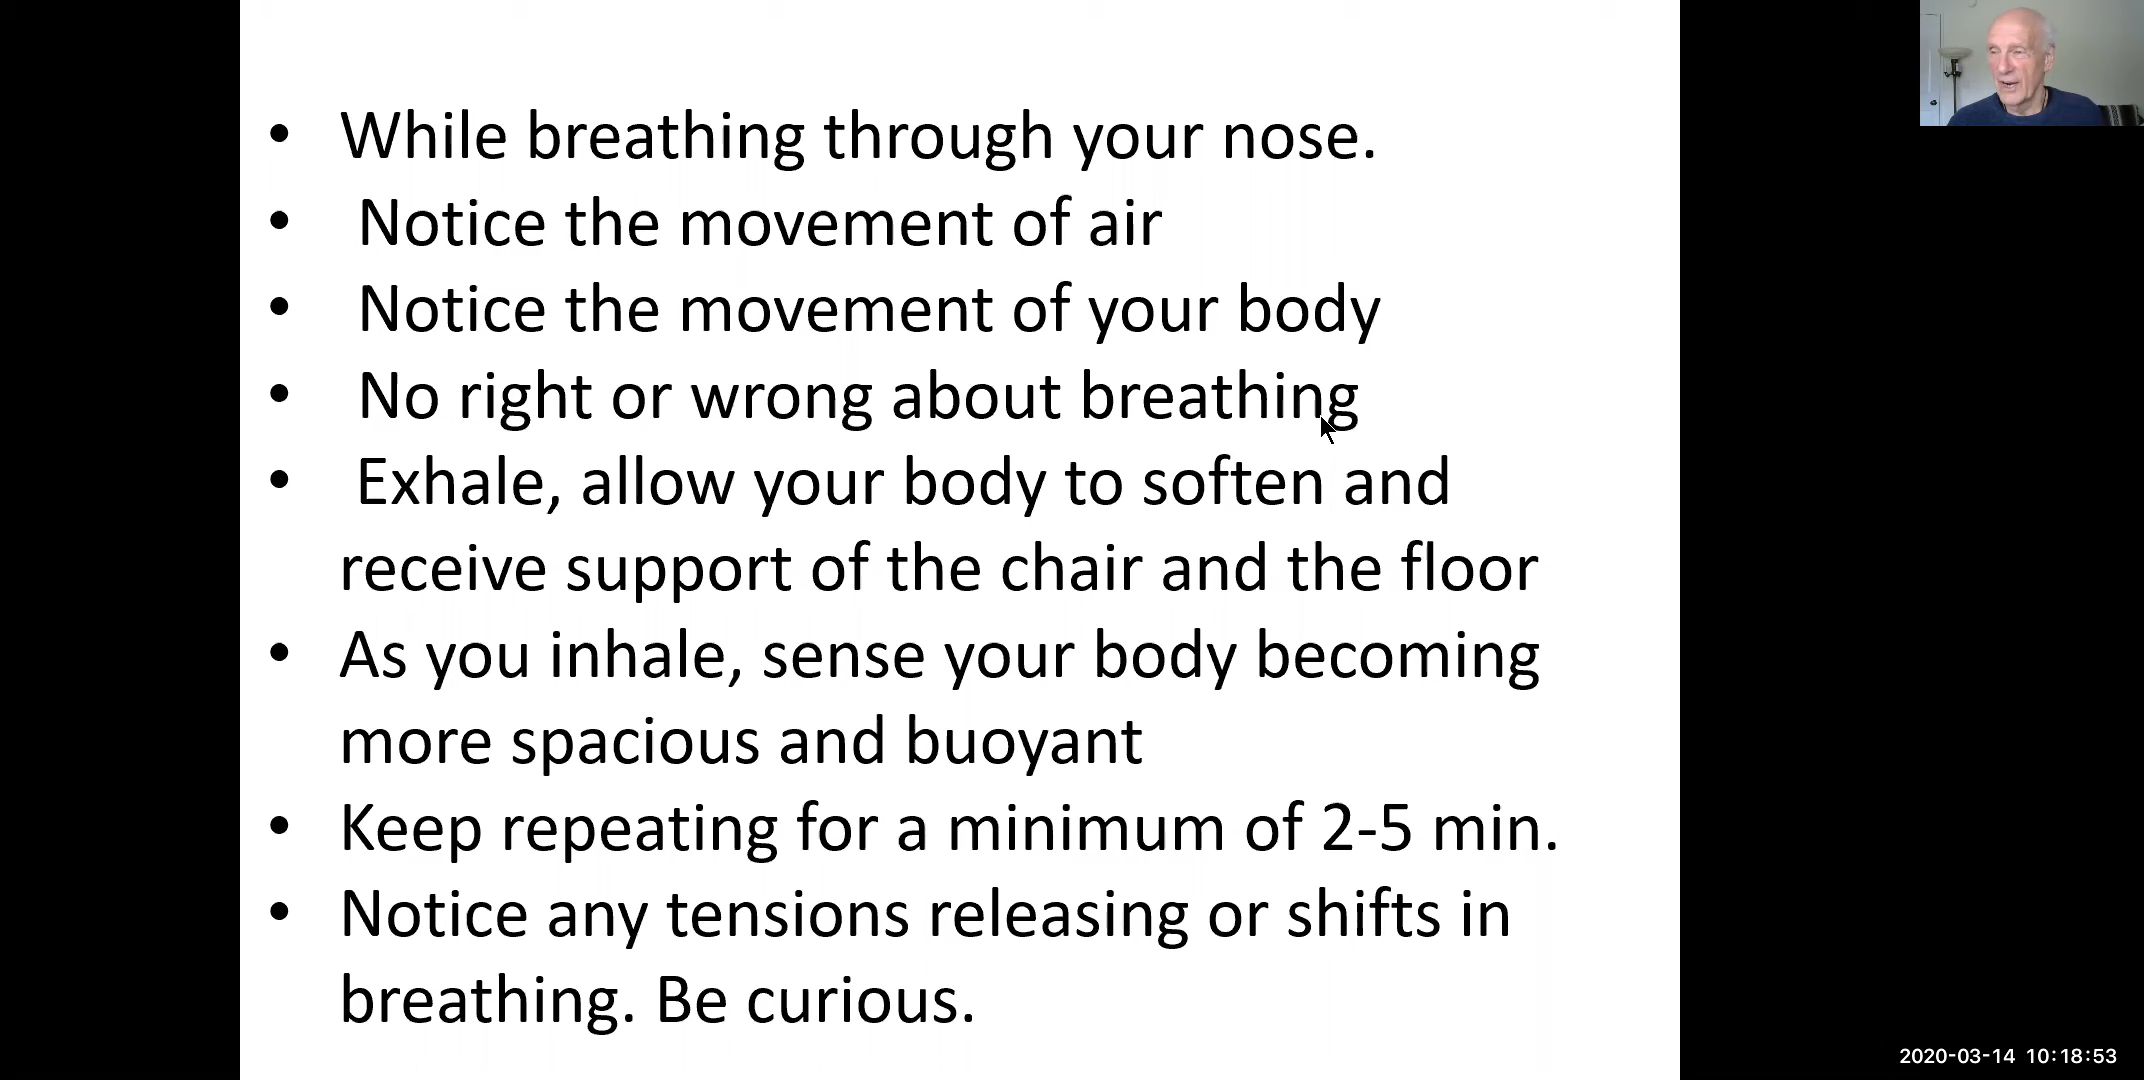 • While breathing through your nose.
• Notice the movement of air
• Notice the movement of your body
• No right or wrong about breathing
• Exhale, allow your body to soften and
receive support of the chair and the floor
• As you inhale, sense your body becoming
more spacious and buoyant
• Keep repeating for a minimum of 2-5 min.
• Notice any tensions releasing or shifts in
breathing. Be curious.
2020-03-14 10:18:53